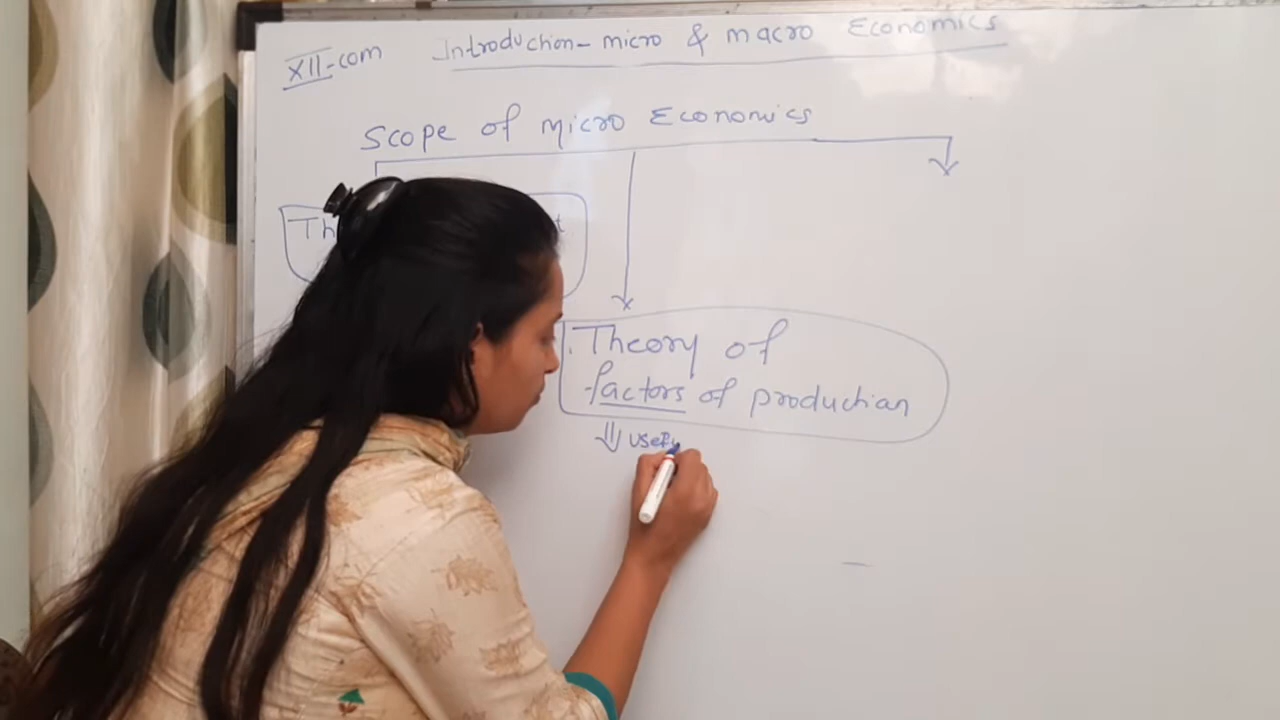 XII-com
Introduction- micro & macro Economics
Scope of micro Economics
Th
t
Theory of
factors of production
⇓ usef